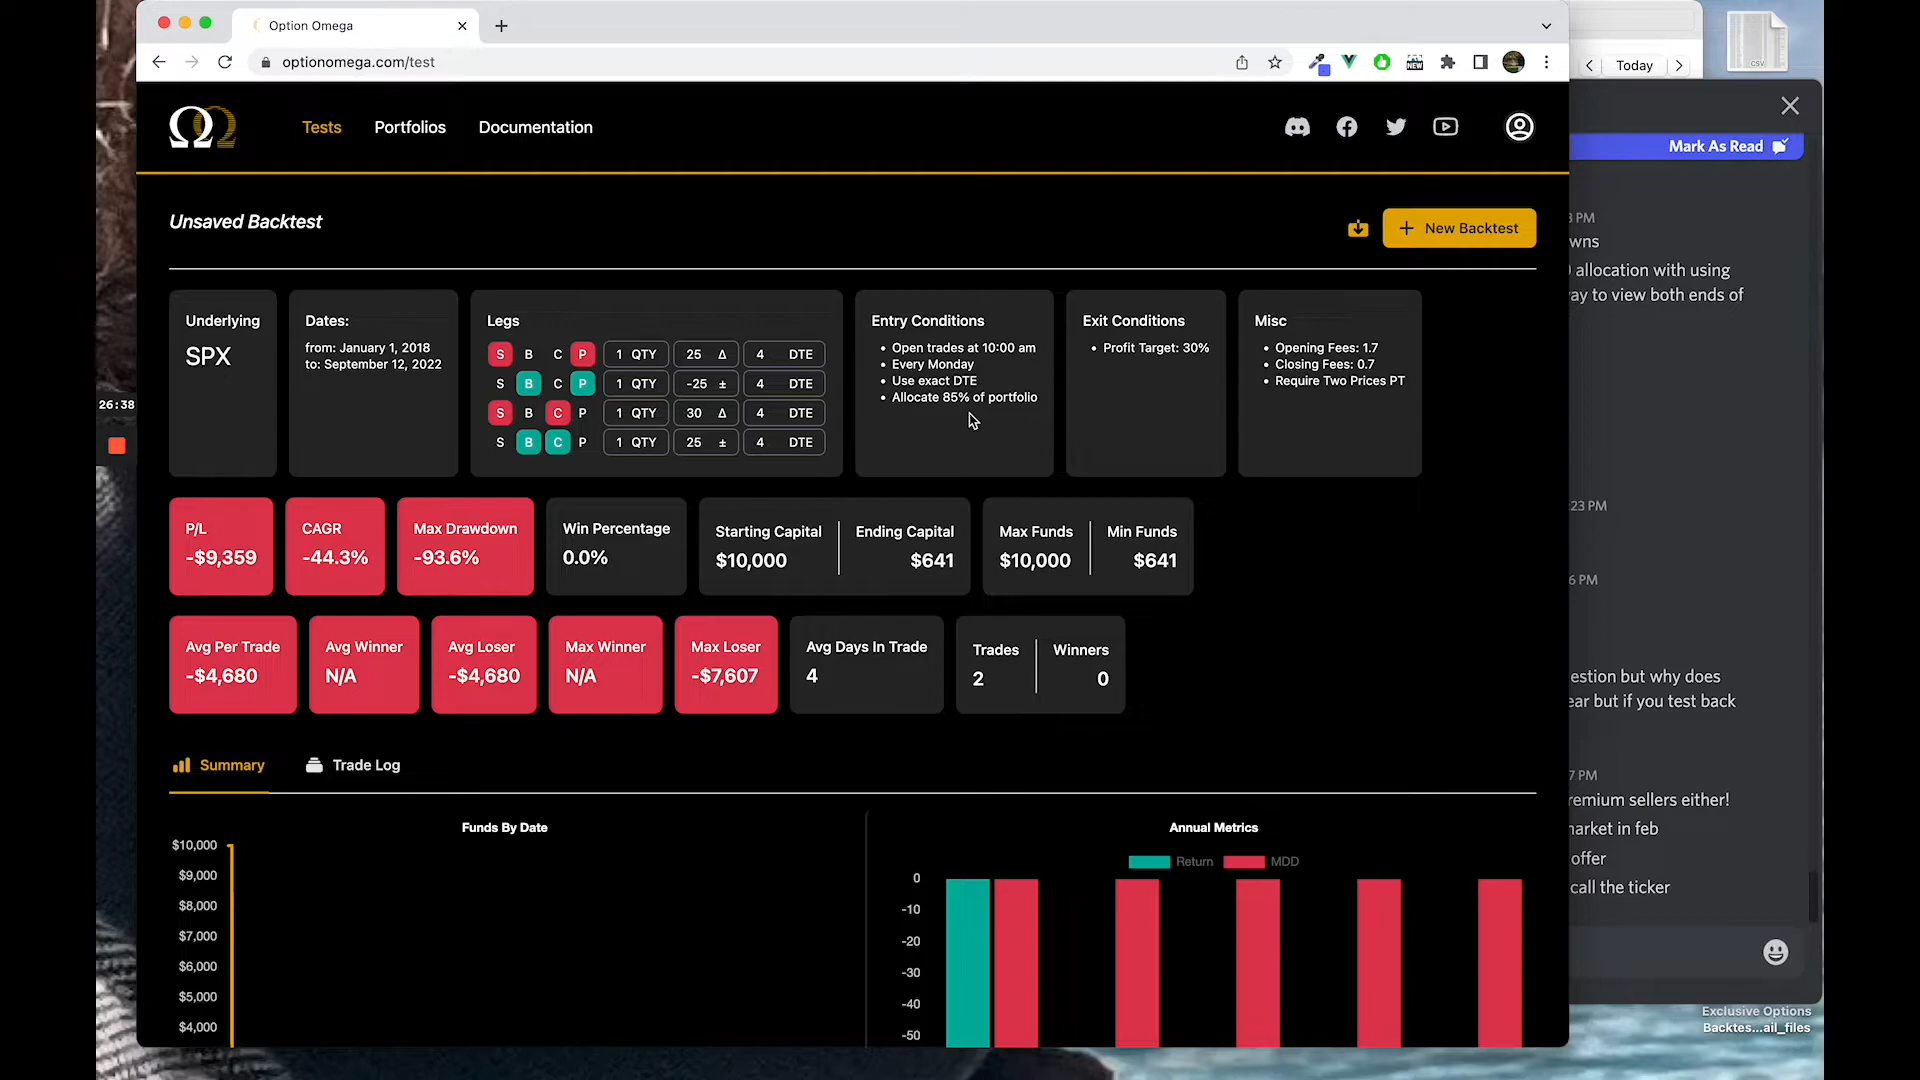 Option Omega
optionomega.com/test
NEW
Today
CSV
ΩΩ
Tests
Portfolios
Documentation
Mark As Read
Unsaved Backtest
New Backtest
PM
wns
allocation with using
ay to view both ends of
Underlying
SPX
Dates:
from: January 1, 2018
to: September 12, 2022
Legs
S B C P 1 QTY 25 Δ 4 DTE
S B C P 1 QTY -25 ± 4 DTE
S B C P 1 QTY 30 Δ 4 DTE
S B C P 1 QTY 25 ± 4 DTE
Entry Conditions
• Open trades at 10:00 am
• Every Monday
• Use exact DTE
• Allocate 85% of portfolio
Exit Conditions
• Profit Target: 30%
Misc
• Opening Fees: 1.7
• Closing Fees: 0.7
• Require Two Prices PT
26:38
P/L
-$9,359
CAGR
-44.3%
Max Drawdown
-93.6%
Win Percentage
0.0%
Starting Capital
$10,000
Ending Capital
$641
Max Funds
$10,000
Min Funds
$641
:23 PM
6 PM
Avg Per Trade
-$4,680
Avg Winner
N/A
Avg Loser
-$4,680
Max Winner
N/A
Max Loser
-$7,607
Avg Days In Trade
4
Trades
2
Winners
0
estion but why does
ear but if you test back
Summary
Trade Log
7 PM
remium sellers either!
market in feb
offer
call the ticker
Funds By Date
$10,000
$9,000
$8,000
$7,000
$6,000
$5,000
$4,000
Annual Metrics
Return
MDD
0
-10
-20
-30
-40
-50
Exclusive Options
Backtes...ail_files